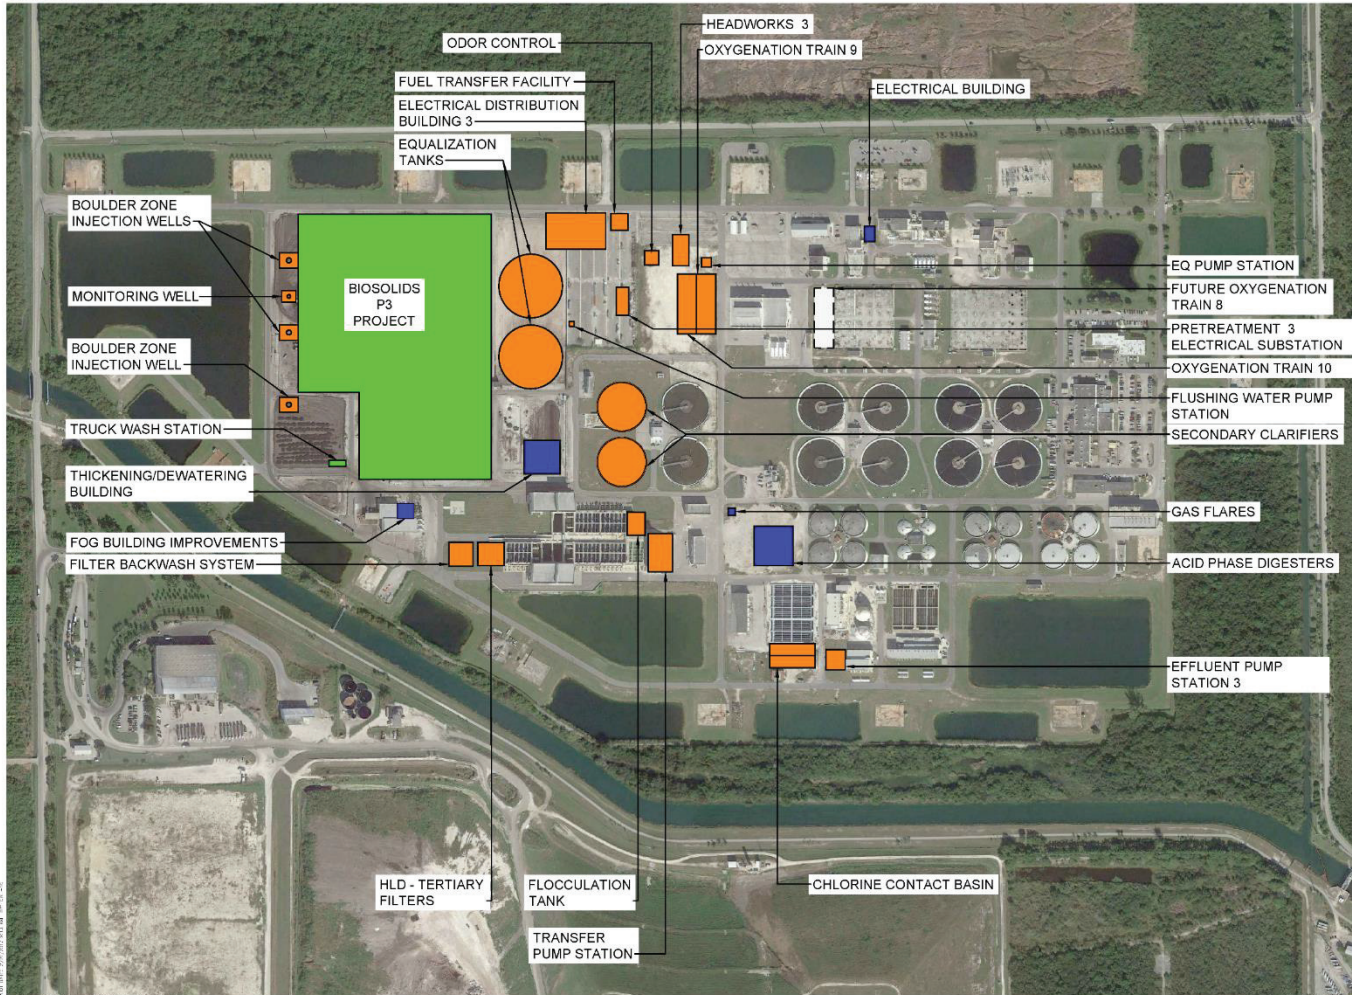 HEADWORKS 3
ODOR CONTROL
OXYGENATION TRAIN 9
FUEL TRANSFER FACILITY
ELECTRICAL BUILDING
ELECTRICAL DISTRIBUTION
BUILDING 3
EQUALIZATION
TANKS
BOULDER ZONE
INJECTION WELLS
MONITORING WELL
BIOSOLIDS
P3
PROJECT
BOULDER ZONE
INJECTION WELL
TRUCK WASH STATION
THICKENING/DEWATERING
BUILDING
FOG BUILDING IMPROVEMENTS
FILTER BACKWASH SYSTEM
EQ PUMP STATION
FUTURE OXYGENATION
TRAIN 8
PRETREATMENT 3
ELECTRICAL SUBSTATION
OXYGENATION TRAIN 10
FLUSHING WATER PUMP
STATION
SECONDARY CLARIFIERS
GAS FLARES
ACID PHASE DIGESTERS
EFFLUENT PUMP
STATION 3
HLD - TERTIARY
FILTERS
FLOCCULATION
TANK
CHLORINE CONTACT BASIN
TRANSFER
PUMP STATION